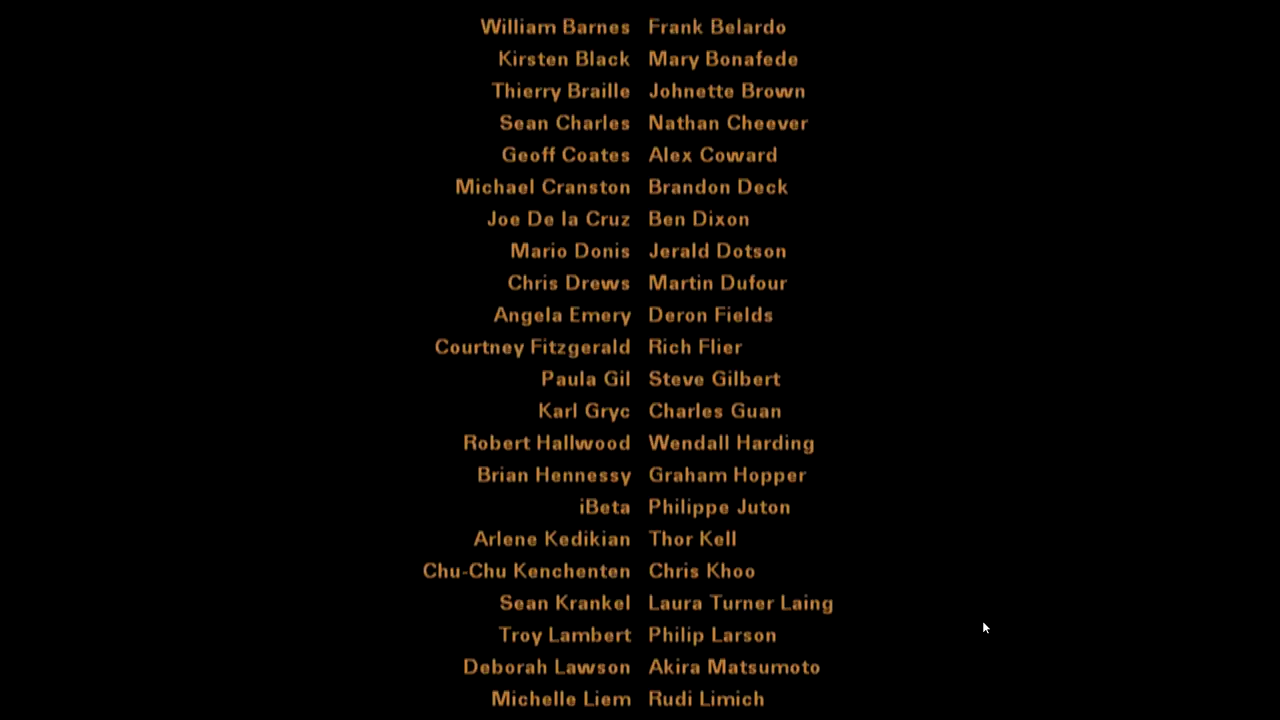 William Barnes Frank Belardo
Kirsten Black Mary Bonafede
Thierry Braille Johnette Brown
Sean Charles Nathan Cheever
Geoff Coates Alex Coward
Michael Cranston Brandon Deck
Joe De la Cruz Ben Dixon
Mario Donis Jerald Dotson
Chris Drews Martin Dufour
Angela Emery Deron Fields
Courtney Fitzgerald Rich Flier
Paula Gil Steve Gilbert
Karl Gryc Charles Guan
Robert Hallwood Wendall Harding
Brian Hennessy Graham Hopper
iBeta Philippe Juton
Arlene Kedikian Thor Kell
Chu-Chu Kenchenten Chris Khoo
Sean Krankel Laura Turner Laing
Troy Lambert Philip Larson
Deborah Lawson Akira Matsumoto
Michelle Liem Rudi Limich